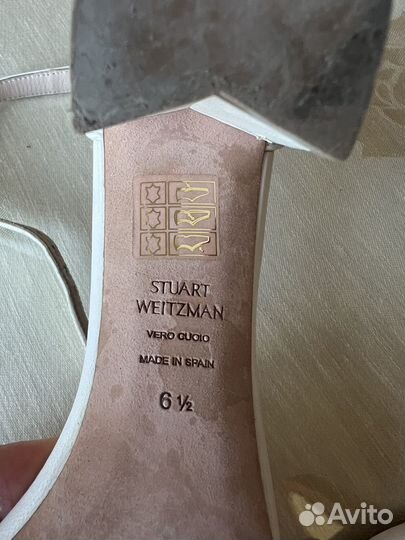 STUART
WEITZMAN
VERO CUOIO
MADE IN SPAIN
6 ½
Avito